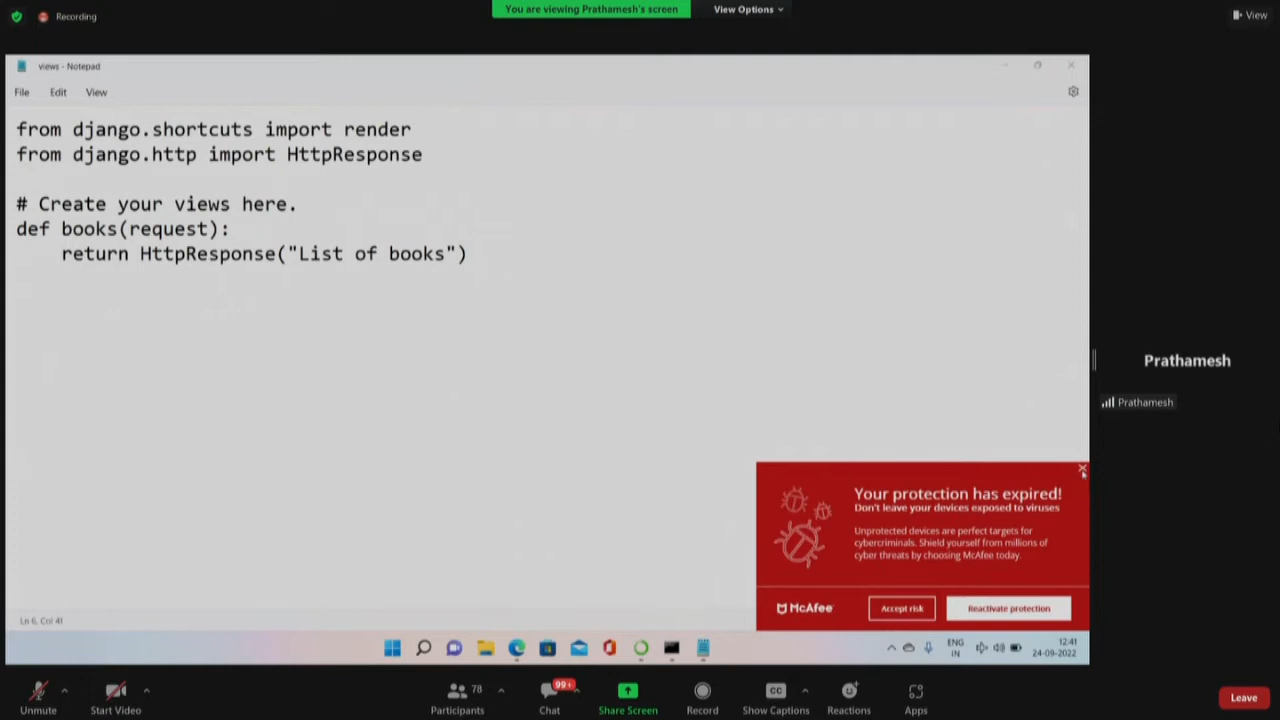 Recording
You are viewing Prathamesh's screen
View Options
View
views - Notepad
File Edit View
from django.shortcuts import render
from django.http import HttpResponse
# Create your views here.
def books(request):
    return HttpResponse("List of books")
Prathamesh
Prathamesh
Your protection has expired!
Don't leave your devices exposed to viruses
Unprotected devices are perfect targets for
cybercriminals. Shield yourself from millions of
cyber threats by choosing McAfee today.
McAfee
Accept risk
Reactivate protection
Ln 6, Col 41
ENG
IN
12:41
24-09-2022
Unmute
Start Video
78
Participants
99+
Chat
Share Screen
Record
CC
Show Captions
Reactions
Apps
Leave